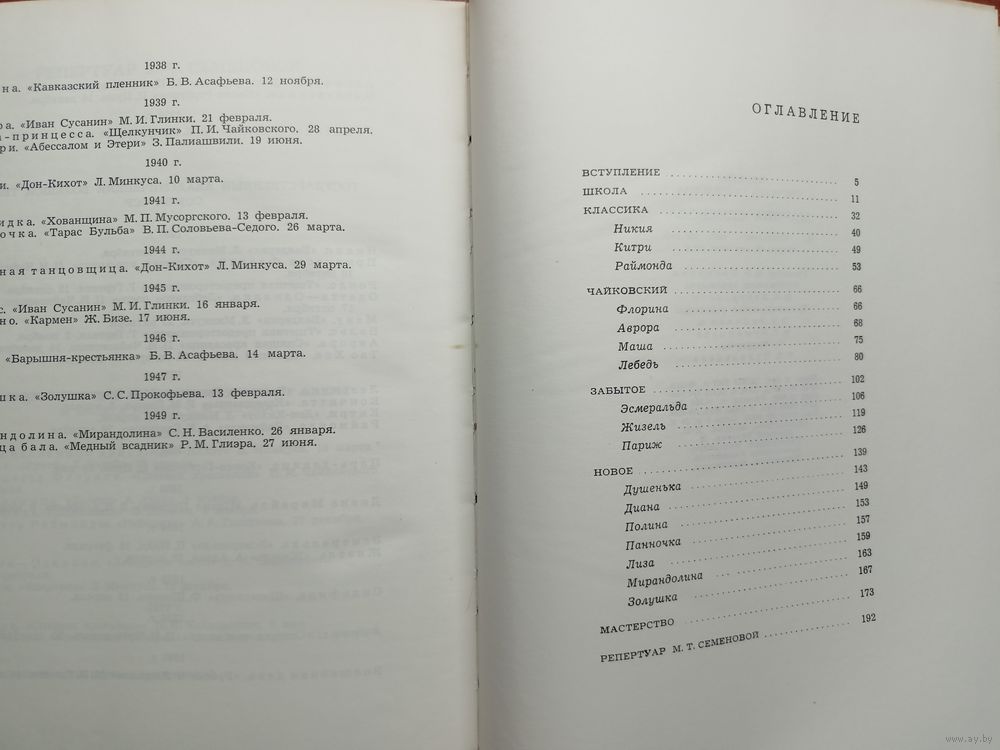 1938 г.
на. «Кавказский пленник» Б. В. Асафьева. 12 ноября.
1939 г.
ра. «Иван Сусанин» М. И. Глинки. 21 февраля.
-принцесса. «Щелкунчик» П. И. Чайковского. 28 апреля.
ри. «Абессалом и Этери» З. Палиашвили. 19 июня.
1940 г.
и. «Дон-Кихот» Л. Минкуса. 10 марта.
1941 г.
идка. «Хованщина» М. П. Мусоргского. 13 февраля.
очка. «Тарас Бульба» В. П. Соловьева-Седого. 26 марта.
1944 г.
ная танцовщица. «Дон-Кихот» Л. Минкуса. 29 марта.
1945 г.
с. «Иван Сусанин» М. И. Глинки. 16 января.
но. «Кармен» Ж. Бизе. 17 июня.
1946 г.
«Барышня-крестьянка» Б. В. Асафьева. 14 марта.
1947 г.
шка. «Золушка» С. С. Прокофьева. 13 февраля.
1949 г.
ндолина. «Мирандолина» С. Н. Василенко. 26 января.
ца бала. «Медный всадник» Р. М. Глиэра. 27 июня.
ОГЛАВЛЕНИЕ
ВСТУПЛЕНИЕ 5
ШКОЛА 11
КЛАССИКА 32
Никия 40
Китри 49
Раймонда 53
ЧАЙКОВСКИЙ 66
Флорина 66
Аврора 68
Маша 75
Лебедь 80
ЗАБЫТОЕ 102
Эсмеральда 106
Жизель 119
Париж 126
НОВОЕ 139
Душенька 143
Диана 149
Полина 153
Панночка 157
Лиза 159
Мирандолина 163
Золушка 167
МАСТЕРСТВО 173
РЕПЕРТУАР М. Т. СЕМЕНОВОЙ 192
www.ay.by